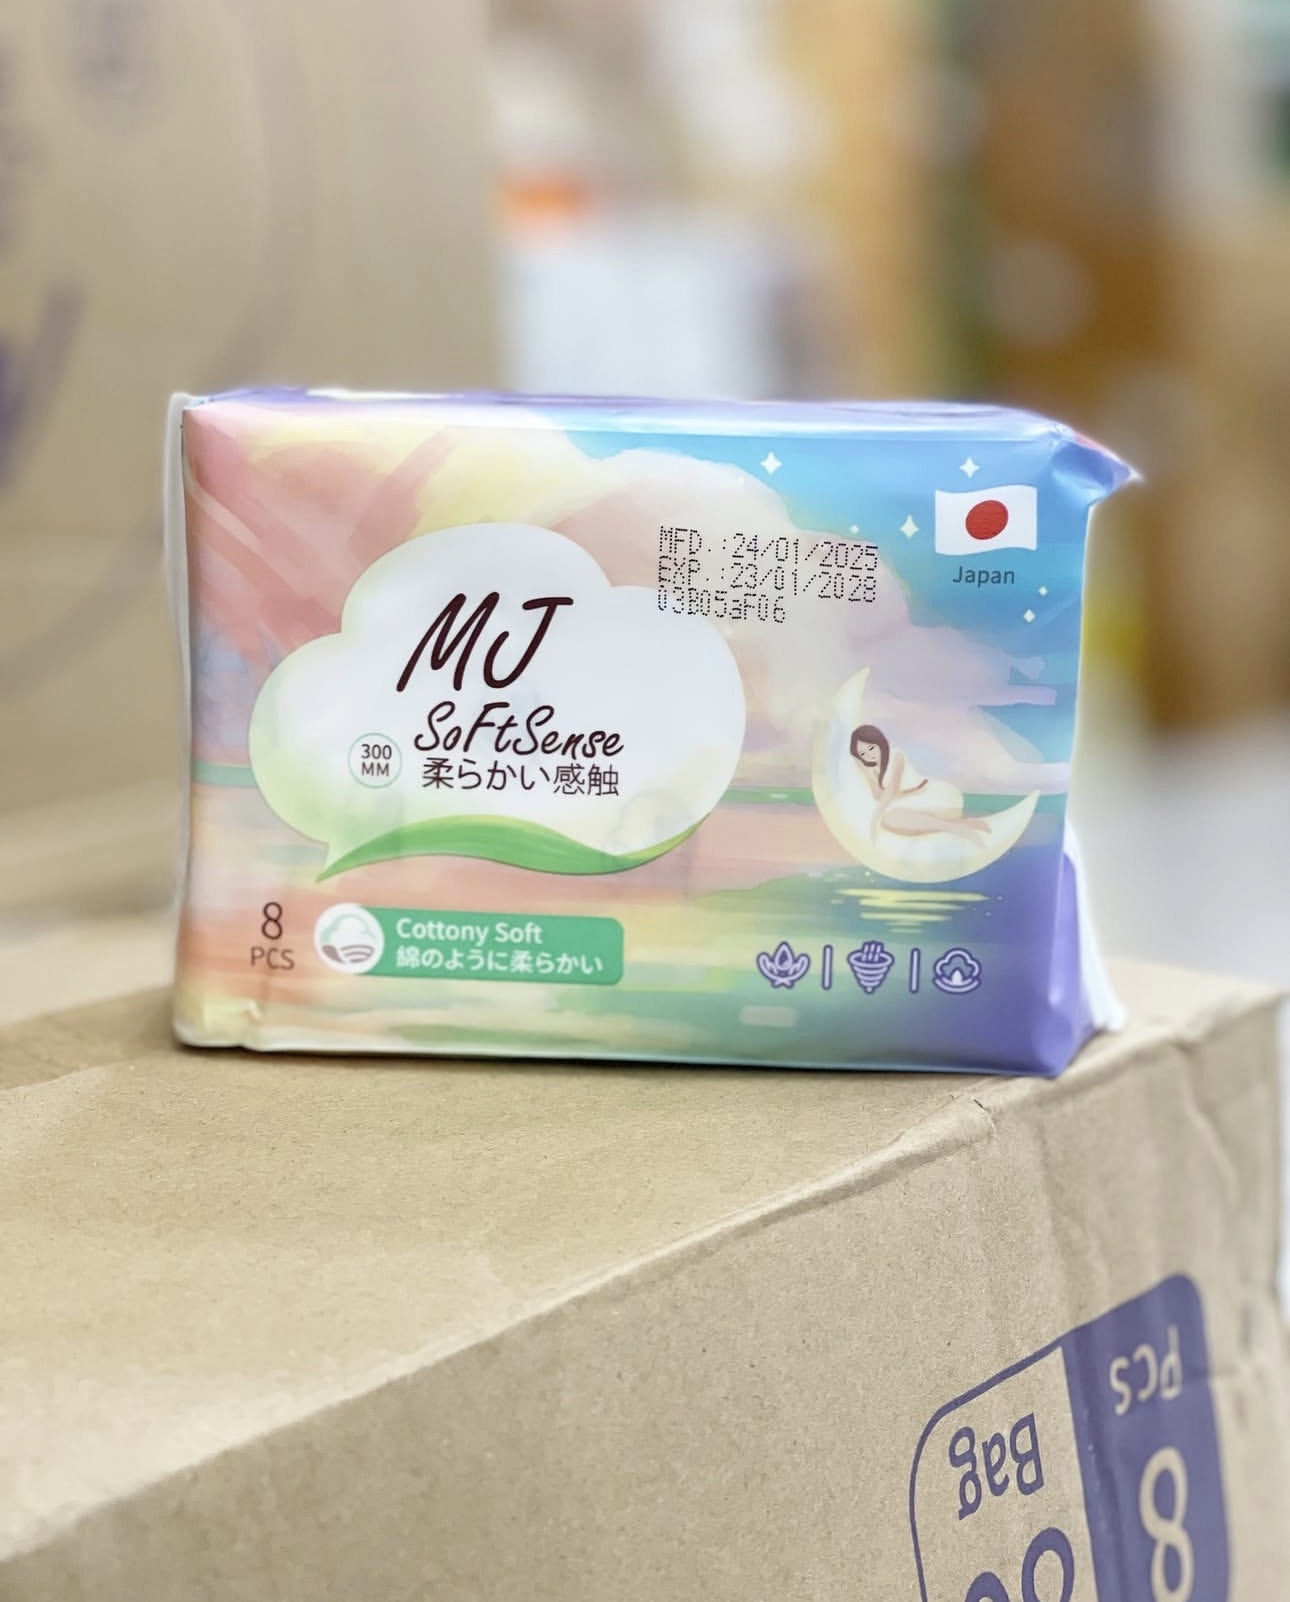 MFD.:24/01/2025
EXP.:23/01/2028
03B05aF06
Japan
MJ
SoFtSense
300
MM
柔らかい感触
8
PCS
Cottony Soft
綿のように柔らかい
PCS
8
Bag